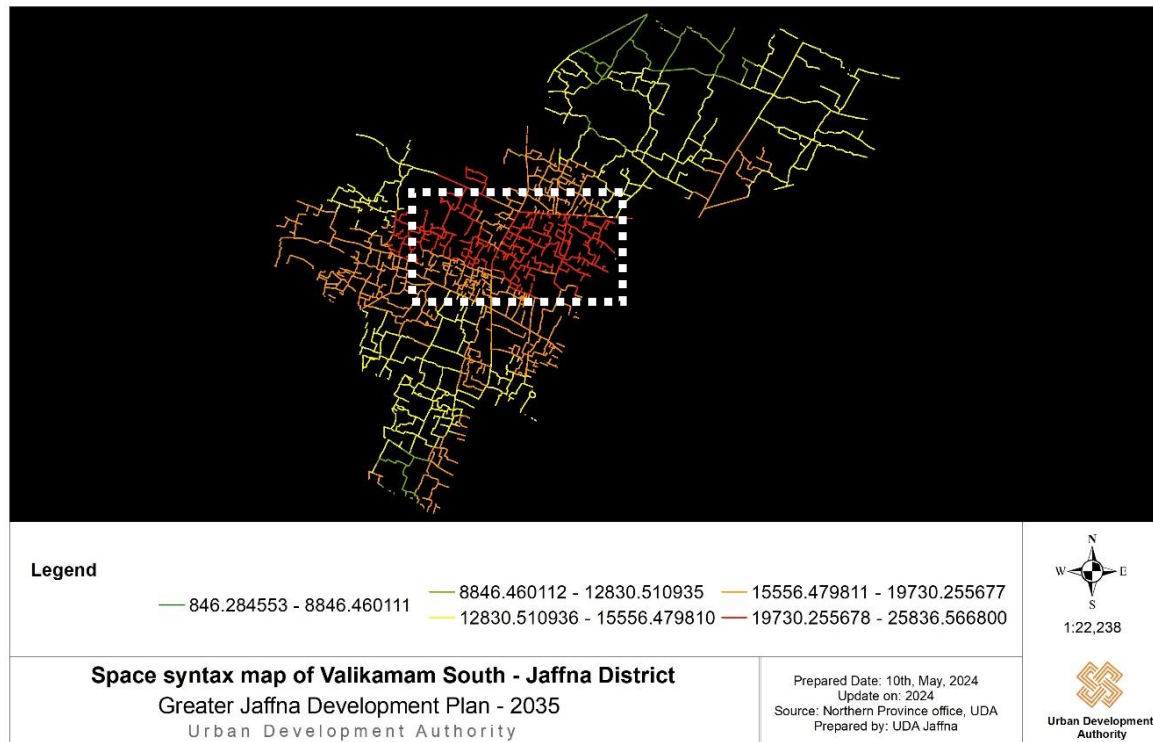 Legend
846.284553 - 8846.460111
8846.460112 - 12830.510935
12830.510936 - 15556.479810
15556.479811 - 19730.255677
19730.255678 - 25836.566800
N
W
E
S
1:22,238
Space syntax map of Valikamam South - Jaffna District
Greater Jaffna Development Plan - 2035
Urban Development Authority
Prepared Date: 10th, May, 2024
Update on: 2024
Source: Northern Province office, UDA
Prepared by: UDA Jaffna
Urban Development
Authority